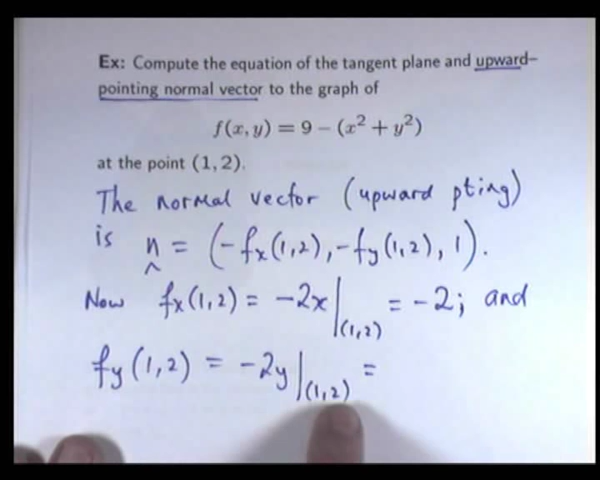 Ex: Compute the equation of the tangent plane and upward-
pointing normal vector to the graph of
f(x, y) = 9 − (x² + y²)
at the point (1, 2).
The normal vector (upward pting)
is n = (-fx(1,2), -fy(1,2), 1).
Now fx(1,2) = -2x|(1,2) = -2; and
fy(1,2) = -2y|(1,2) =